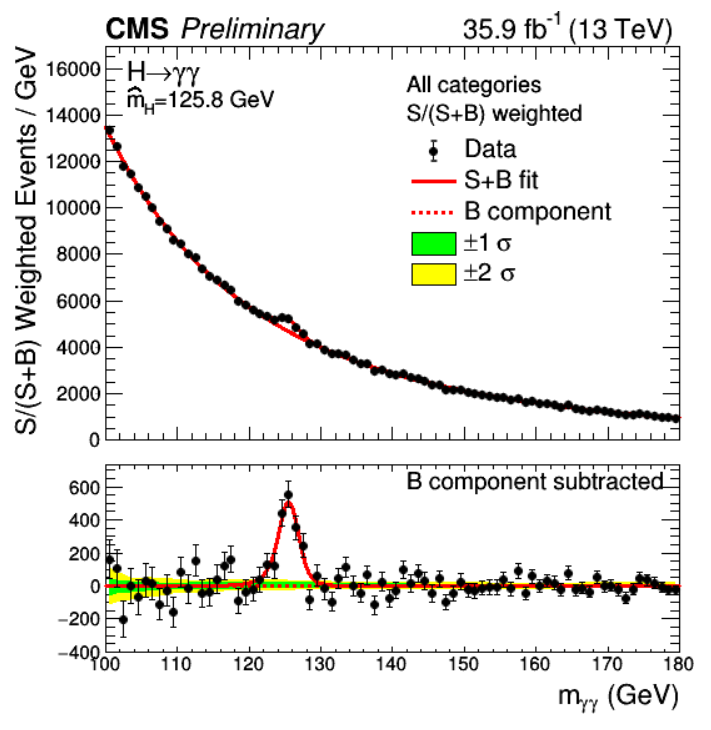 CMS Preliminary 35.9 fb⁻¹ (13 TeV)
S/(S+B) Weighted Events / GeV
16000
14000
12000
10000
8000
6000
4000
2000
0
H→γγ
m̂_H=125.8 GeV
All categories
S/(S+B) weighted
Data
S+B fit
B component
±1 σ
±2 σ
B component subtracted
600
400
200
0
−200
−400
100 110 120 130 140 150 160 170 180
m_γγ (GeV)